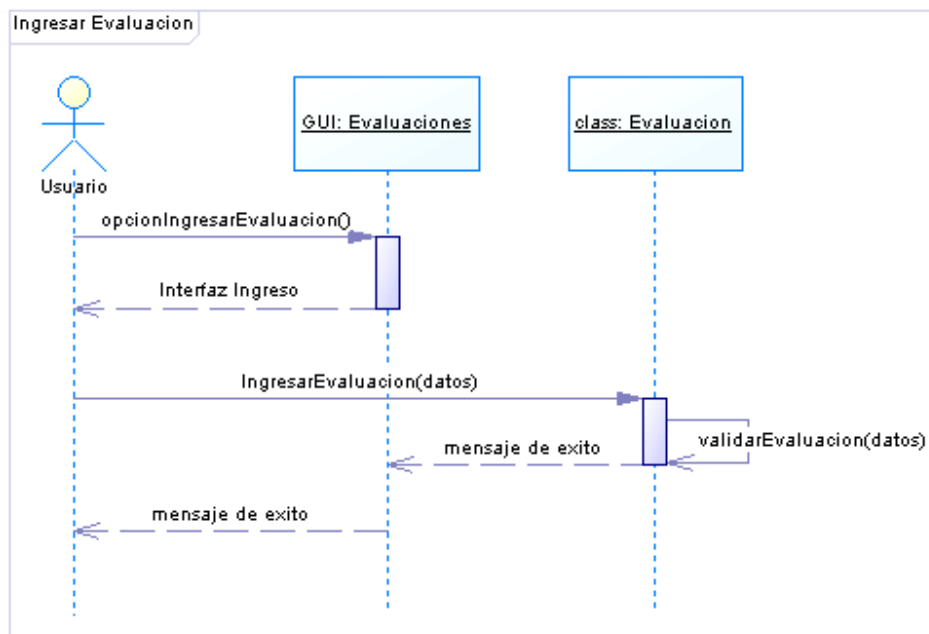 Ingresar Evaluacion
GUI: Evaluaciones
class: Evaluacion
Usuario
opcionIngresarEvaluacion()
Interfaz Ingreso
IngresarEvaluacion(datos)
validarEvaluacion(datos)
mensaje de exito
mensaje de exito